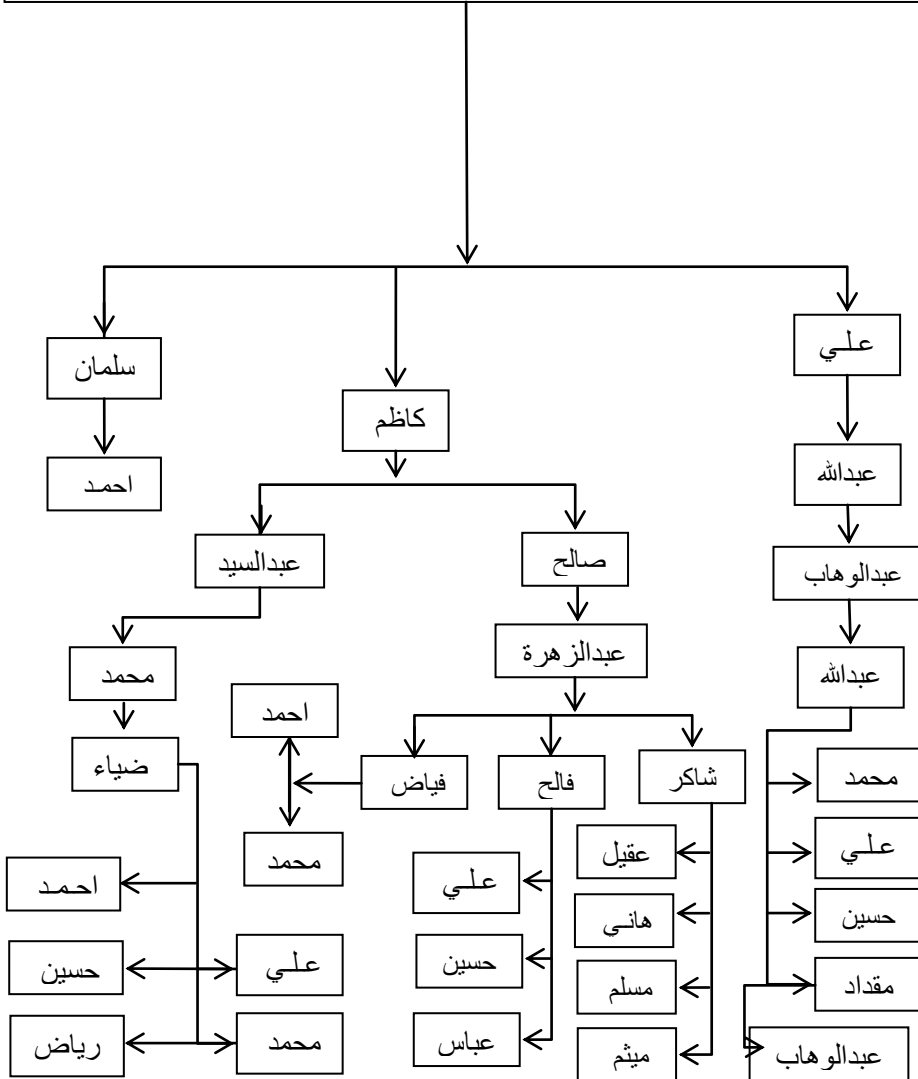 علي
سلمان
كاظم
عبدالله
احمد
صالح
عبدالسيد
عبدالوهاب
عبدالزهرة
محمد
عبدالله
احمد
ضياء
شاكر
فالح
فياض
محمد
عقيل
محمد
علي
علي
احمد
حسين
هاني
حسين
علي
حسين
مقداد
مسلم
عباس
محمد
رياض
عبدالوهاب
ميثم